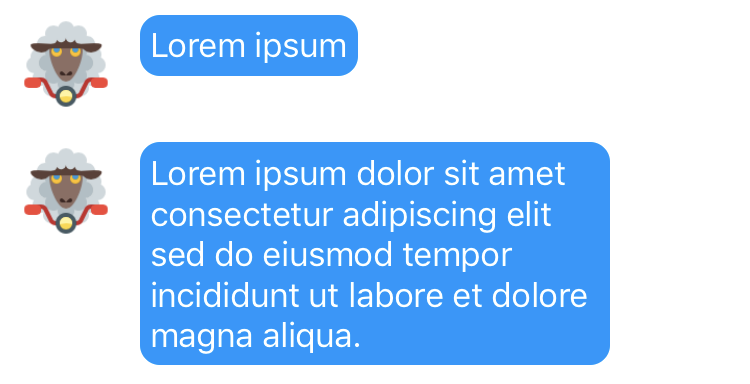 Lorem ipsum
Lorem ipsum dolor sit amet
consectetur adipiscing elit
sed do eiusmod tempor
incididunt ut labore et dolore
magna aliqua.